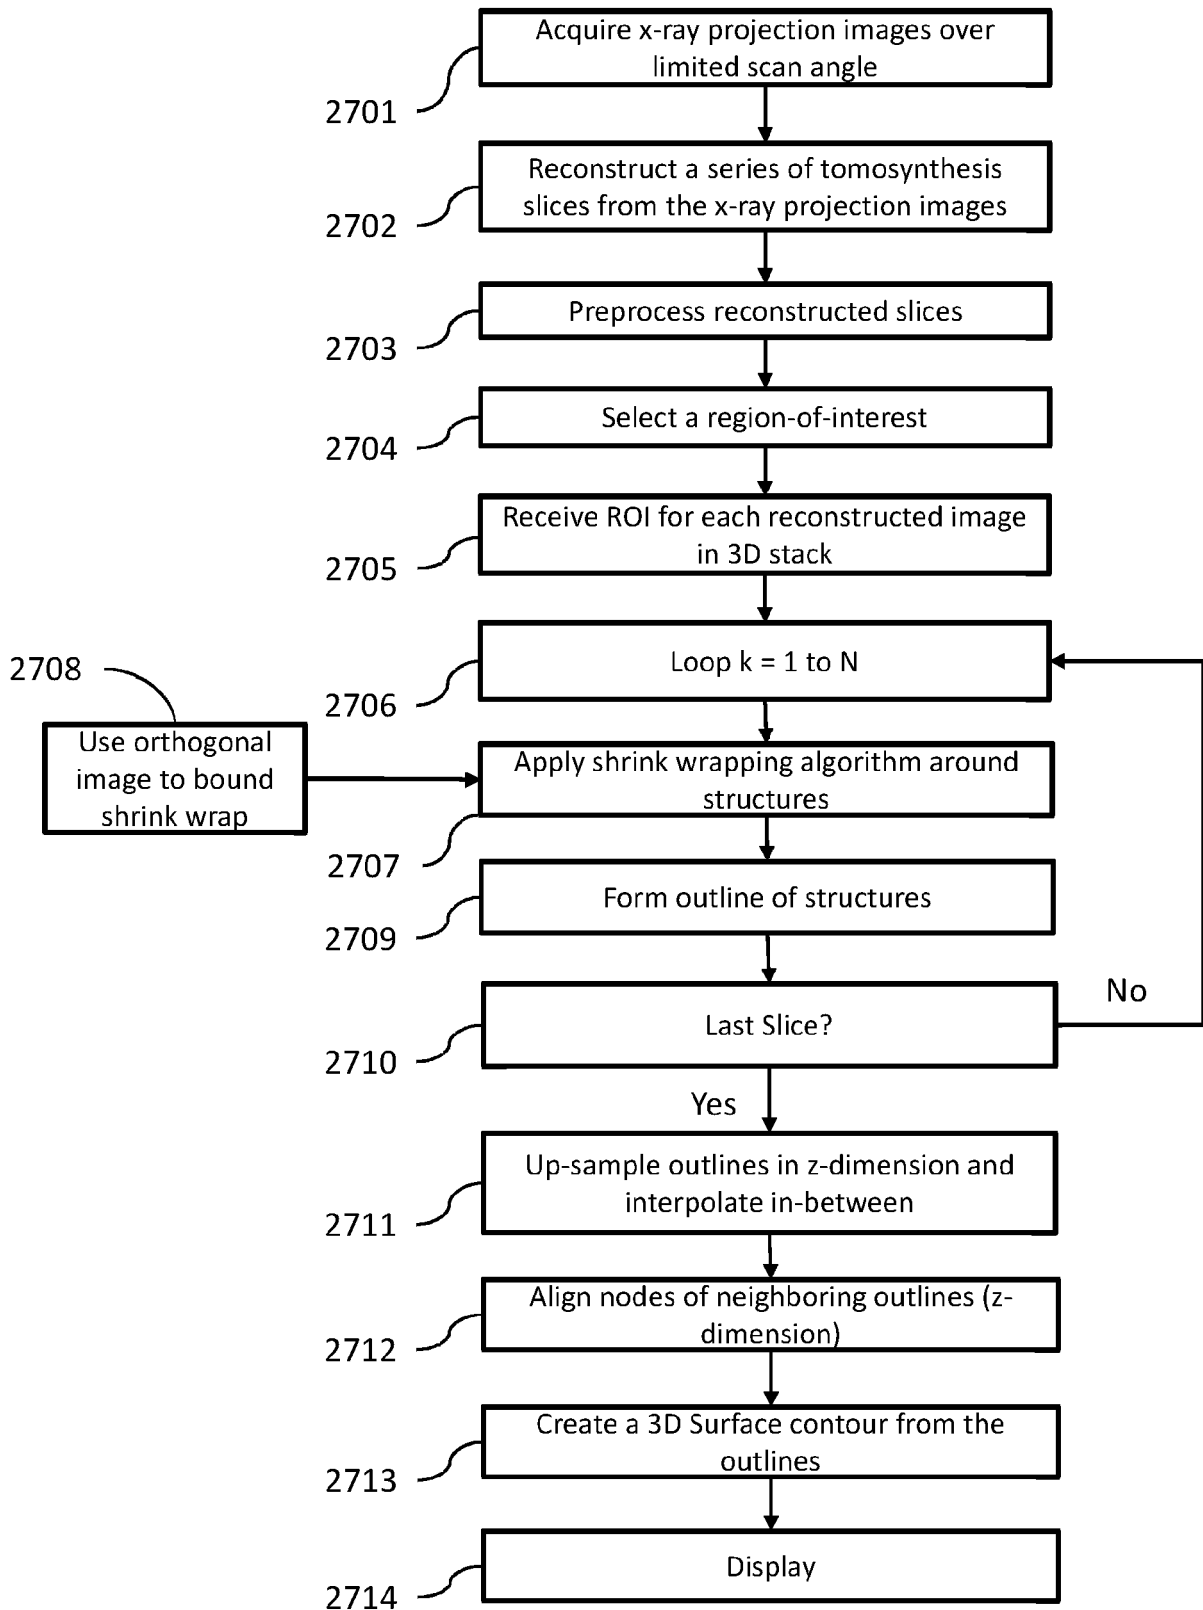 Acquire x-ray projection images over
limited scan angle
2701
Reconstruct a series of tomosynthesis
slices from the x-ray projection images
2702
Preprocess reconstructed slices
2703
Select a region-of-interest
2704
Receive ROI for each reconstructed image
in 3D stack
2705
Loop k = 1 to N
2706
2708
Use orthogonal
image to bound
shrink wrap
Apply shrink wrapping algorithm around
structures
2707
Form outline of structures
2709
Last Slice?
2710
No
Yes
Up-sample outlines in z-dimension and
interpolate in-between
2711
Align nodes of neighboring outlines (z-
dimension)
2712
Create a 3D Surface contour from the
outlines
2713
Display
2714